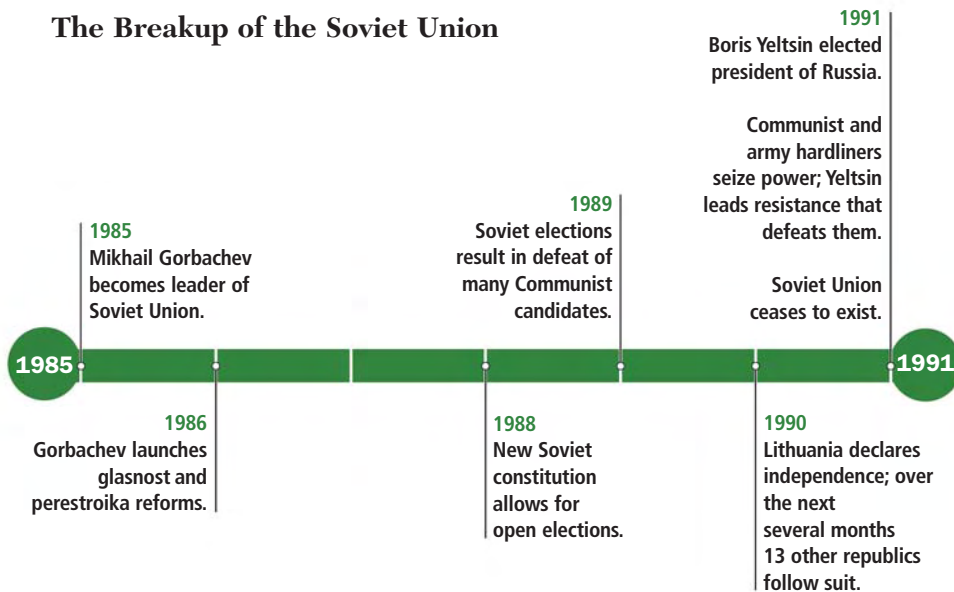 The Breakup of the Soviet Union
1985
Mikhail Gorbachev
becomes leader of
Soviet Union.
1986
Gorbachev launches
glasnost and
perestroika reforms.
1988
New Soviet
constitution
allows for
open elections.
1989
Soviet elections
result in defeat of
many Communist
candidates.
1990
Lithuania declares
independence; over
the next
several months
13 other republics
follow suit.
1991
Boris Yeltsin elected
president of Russia.
Communist and
army hardliners
seize power; Yeltsin
leads resistance that
defeats them.
Soviet Union
ceases to exist.
1985
1991